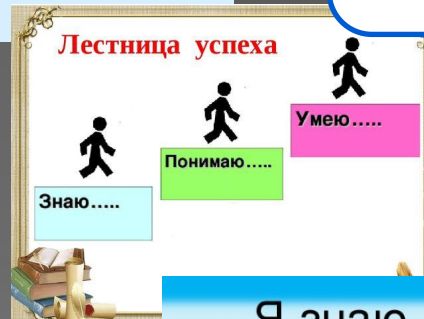 Лестница успеха
Умею.....
Понимаю.....
Знаю.....
Я знаю